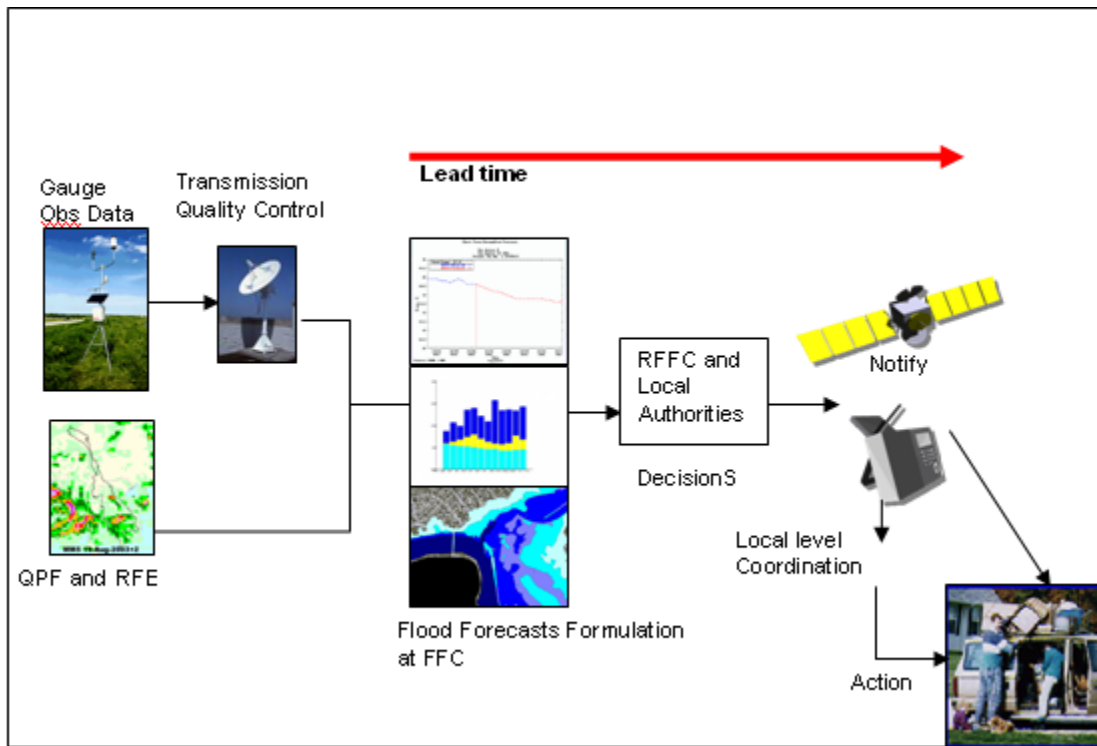 Lead time
Gauge
Obs Data
Transmission
Quality Control
QPF and RFE
Flood Forecasts Formulation
at FFC
RFFC and
Local
Authorities
DecisionS
Notify
Local level
Coordination
Action